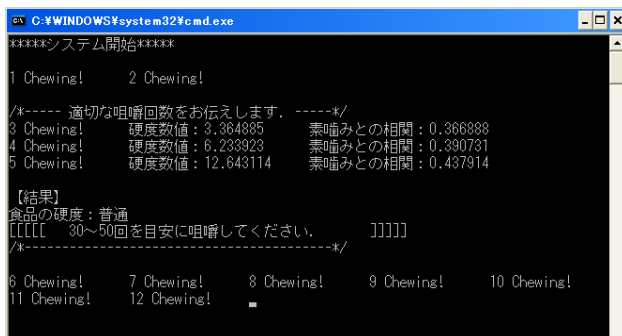 C:¥WINDOWS¥system32¥cmd.exe
*****システム開始*****
1 Chewing! 2 Chewing!
/*----- 適切な咀嚼回数をお伝えします. -----*/
3 Chewing! 硬度数値：3.364885 素噛みとの相関：0.366888
4 Chewing! 硬度数値：6.233923 素噛みとの相関：0.390731
5 Chewing! 硬度数値：12.643114 素噛みとの相関：0.437914
【結果】
食品の硬度：普通
[[[[[ 30～50回を目安に咀嚼してください. ]]]]]
/*---------------------------------------*/
6 Chewing! 7 Chewing! 8 Chewing! 9 Chewing! 10 Chewing!
11 Chewing! 12 Chewing!